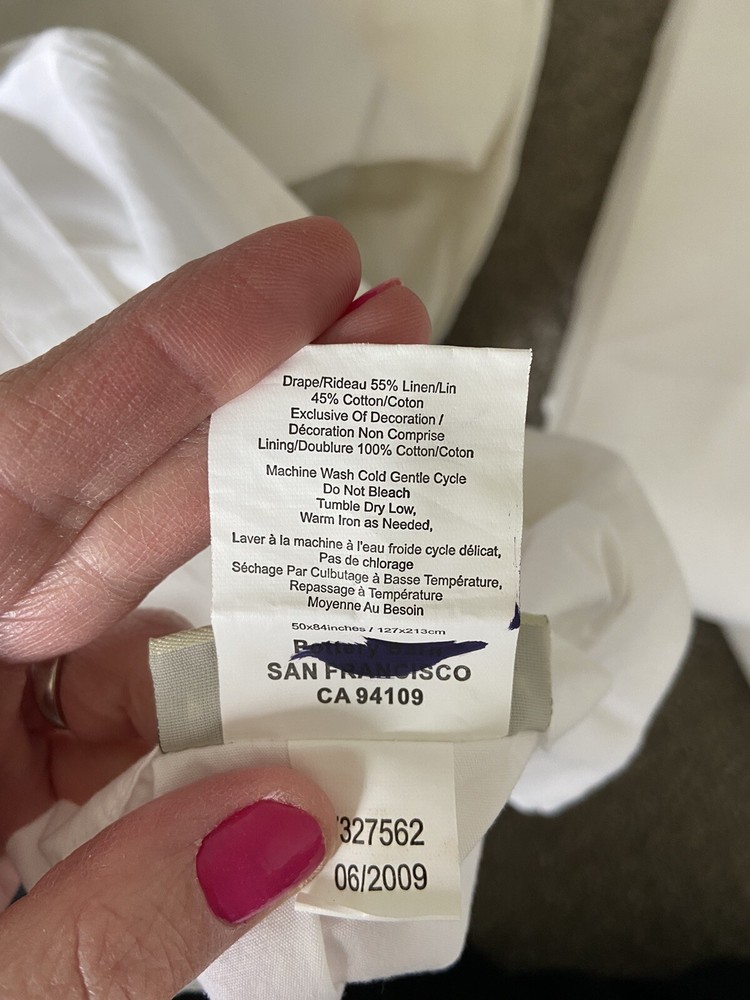 Drape/Rideau 55% Linen/Lin
45% Cotton/Coton
Exclusive Of Decoration /
Décoration Non Comprise
Lining/Doublure 100% Cotton/Coton
Machine Wash Cold Gentle Cycle
Do Not Bleach
Tumble Dry Low,
Warm Iron as Needed,
Laver à la machine à l'eau froide cycle délicat,
Pas de chlorage
Séchage Par Culbutage à Basse Température,
Repassage à Température
Moyenne Au Besoin
50x84inches / 127x213cm
Pottery Barn
SAN FRANCISCO
CA 94109
327562
06/2009